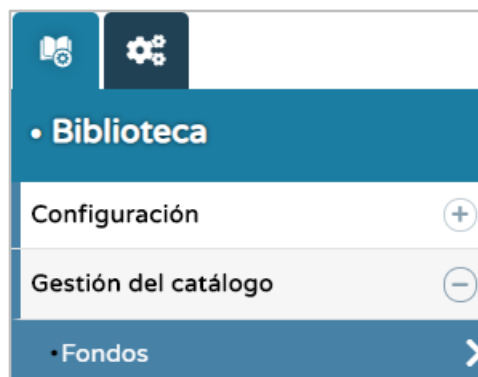 • Biblioteca
Configuración
Gestión del catálogo
•Fondos